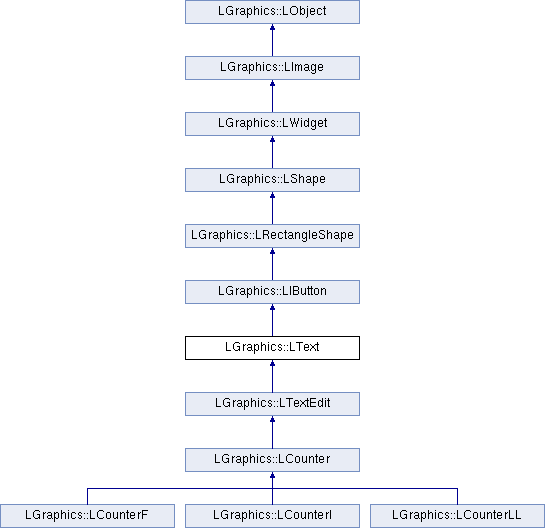 LGraphics::LObject
LGraphics::LImage
LGraphics::LWidget
LGraphics::LShape
LGraphics::LRectangleShape
LGraphics::LIButton
LGraphics::LText
LGraphics::LTextEdit
LGraphics::LCounter
LGraphics::LCounterF
LGraphics::LCounterI
LGraphics::LCounterLL